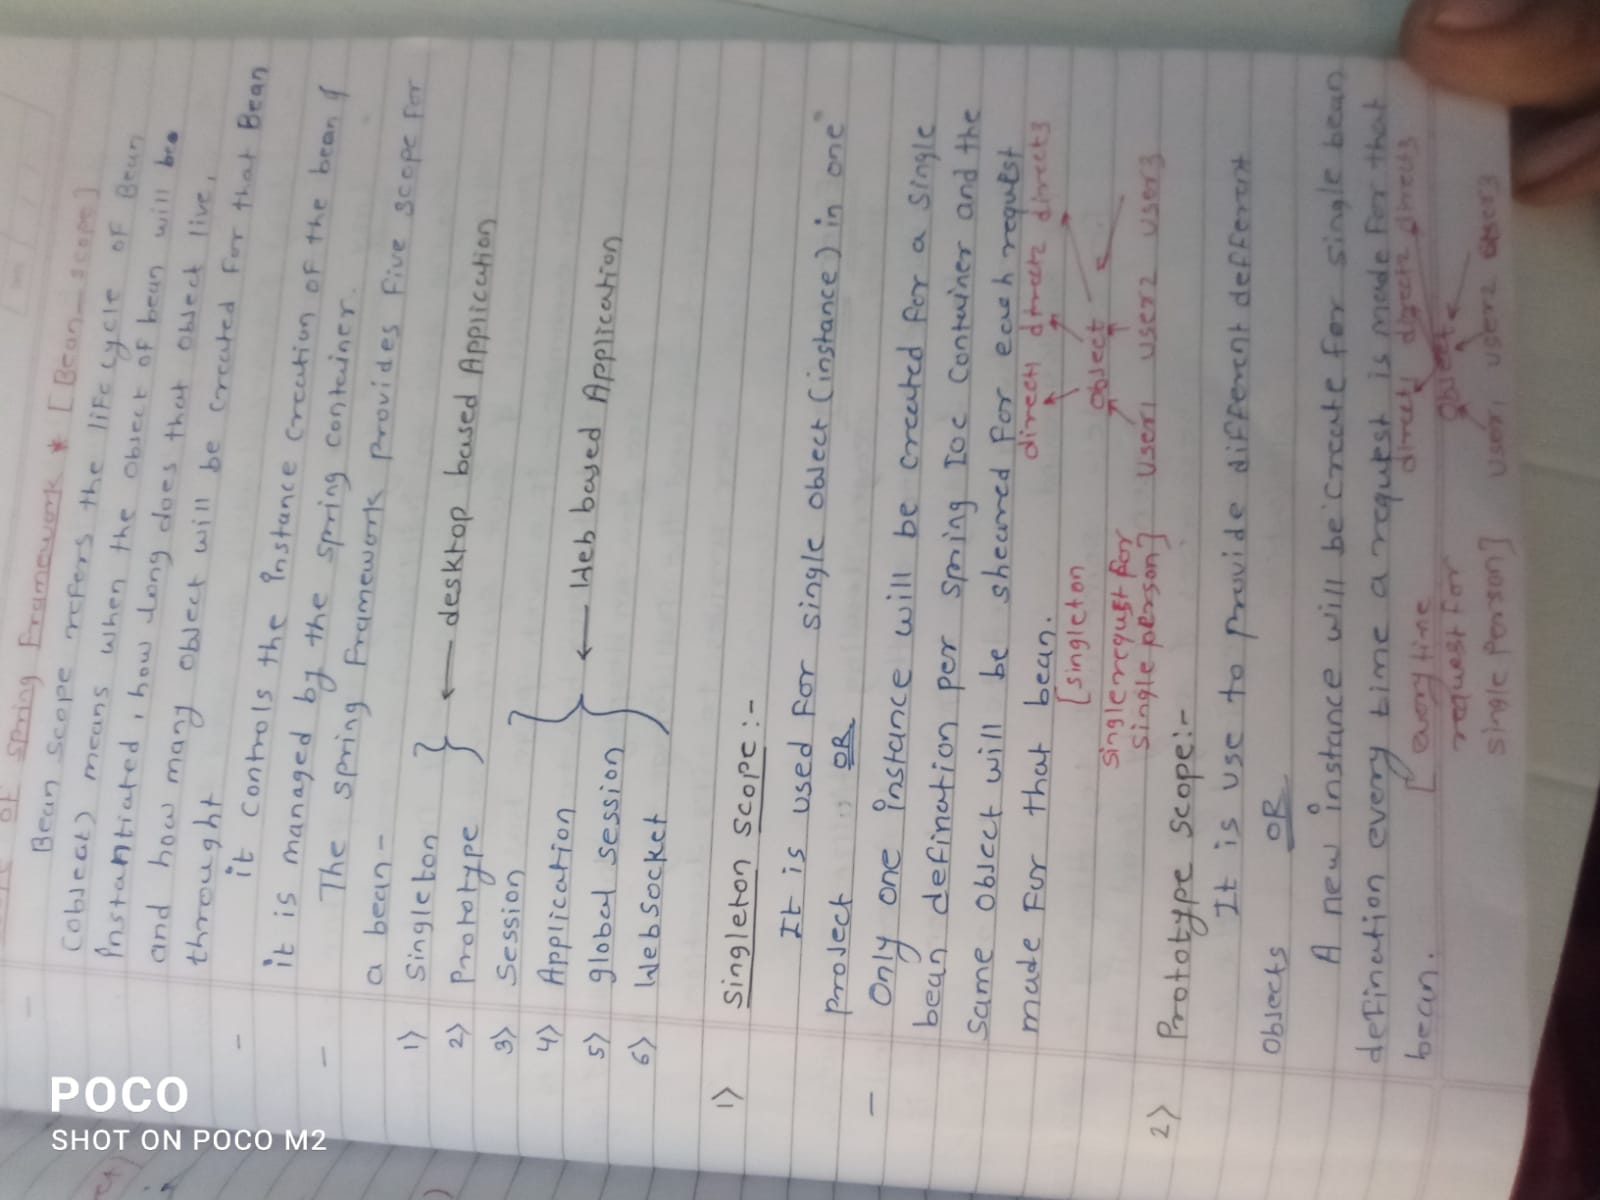 of Spring Framework * [Bean-scope]
- Bean scope refers the life cycle of Bean
(object) means when the object of bean will be
Instantiated, how long does that object live,
and how many object will be created for that Bean
throught
- it controls the Instance creation of the bean &
it is managed by the spring container.
- The spring framework provides five scope for
a bean-
1) Singleton
2) Prototype } ← desktop based Application
3) Session
4) Application
5) global session } ← Web based Application
6) WebSocket
1) Singleton scope:-
It is used for single object (instance) in one
project OR
- Only one instance will be created for a single
bean defination per spring Ioc Container and the
same object will be sheared for each request
made for that bean.
direct1 direct2 direct3
[singleton
object
single request for
single person]
user1 user2 user3
2) Prototype scope:-
It is use to provide different defferent
objects OR
A new instance will be create for single bean
defination every time a request is made for that
bean.
direct1 direct2 direct3
[every time
object
request for
user1 user2 user3
single person]
POCO
SHOT ON POCO M2